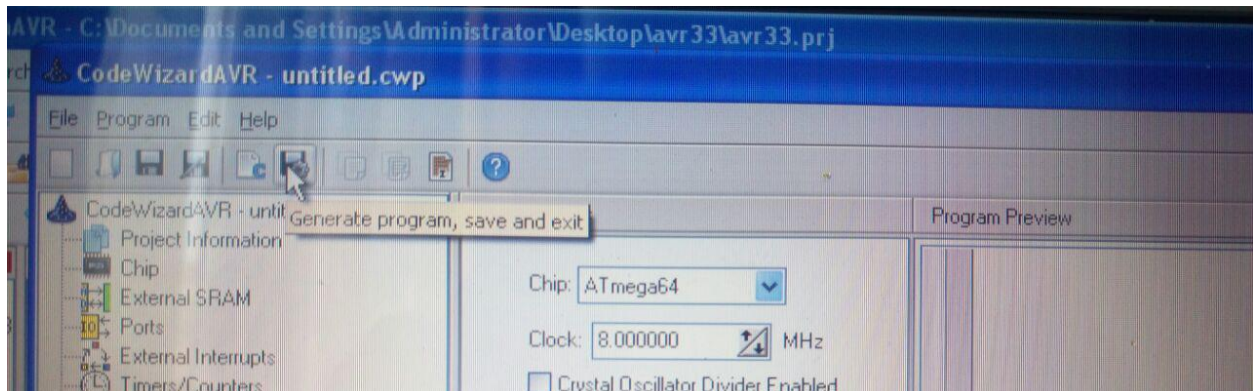 AVR - C:\Documents and Settings\Administrator\Desktop\avr33\avr33.prj
CodeWizardAVR - untitled.cwp
File Program Edit Help
CodeWizardAVR - untit
Generate program, save and exit
Program Preview
Project Information
Chip
Chip: ATmega64
External SRAM
Ports
Clock: 8.000000 MHz
External Interrupts
Timers/Counters
Crystal Oscillator Divider Enabled